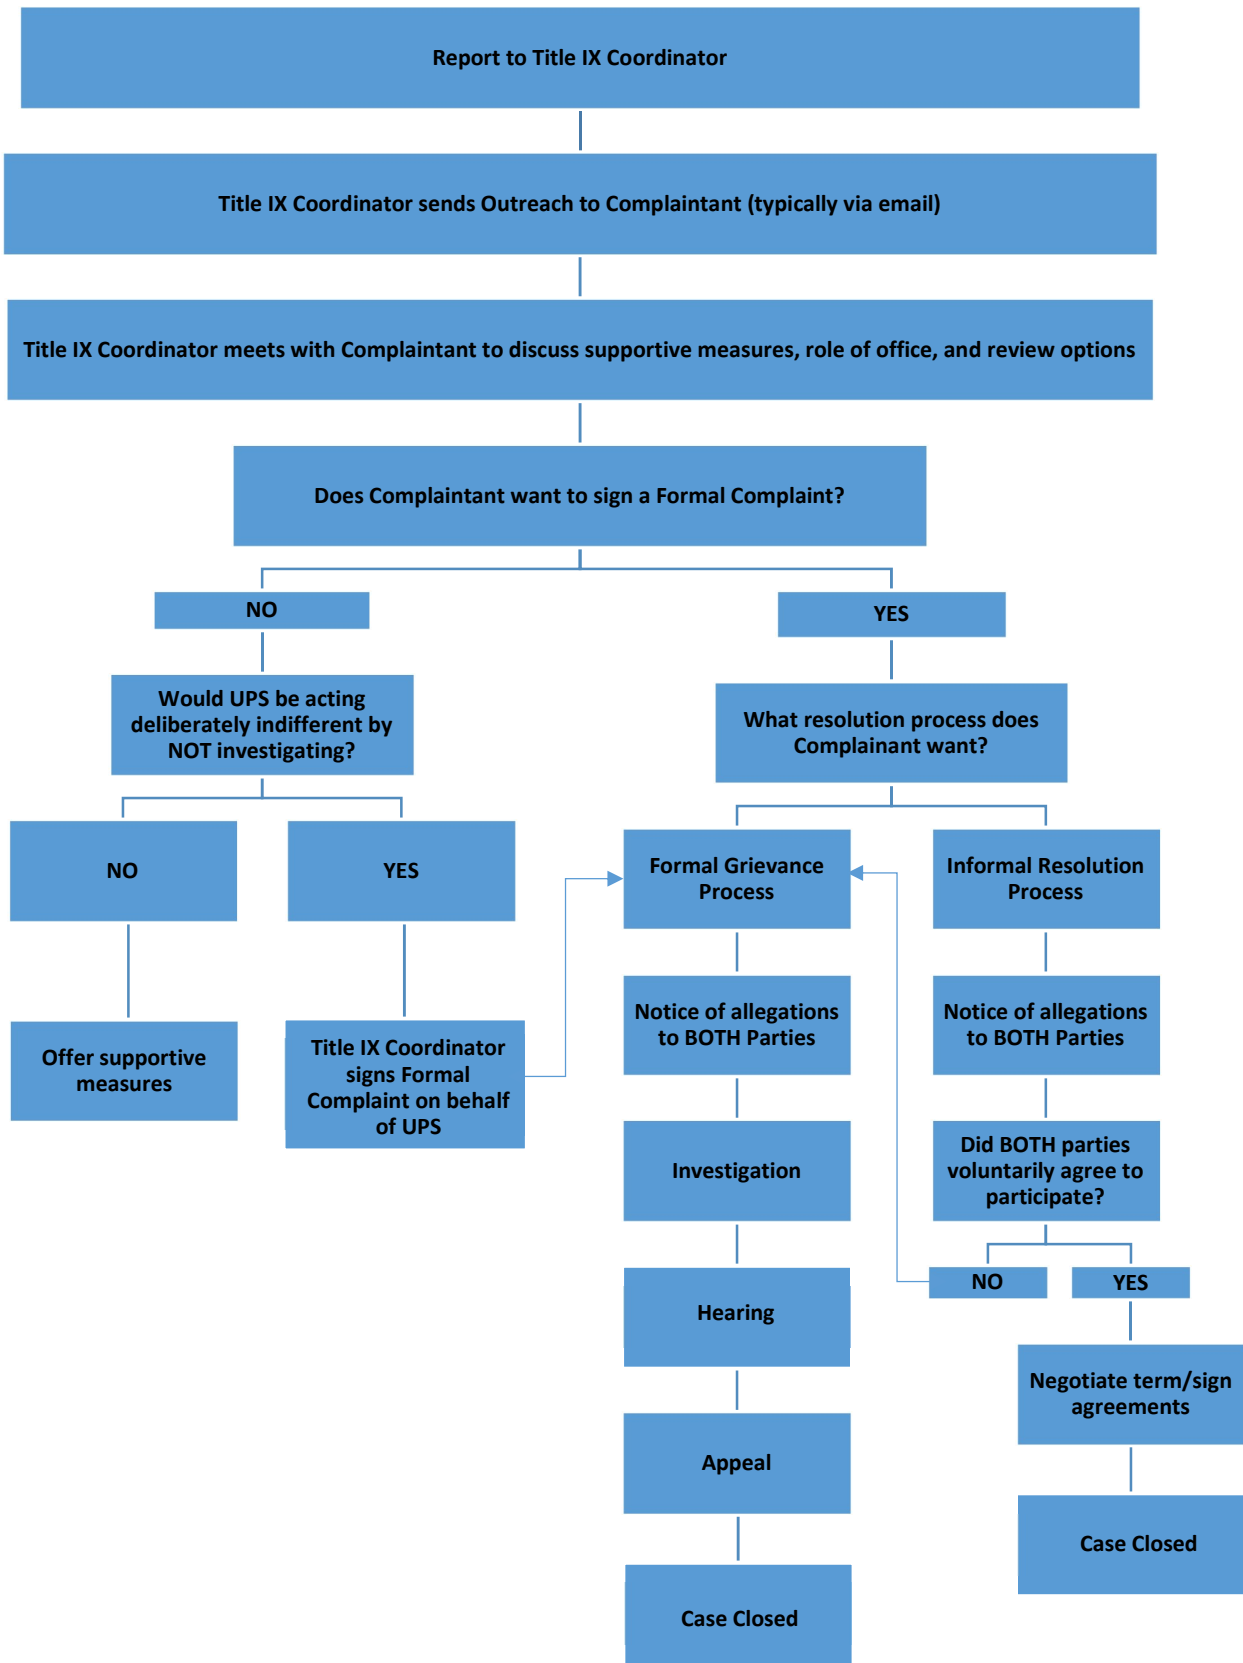 Report to Title IX Coordinator
Title IX Coordinator sends Outreach to Complaintant (typically via email)
Title IX Coordinator meets with Complaintant to discuss supportive measures, role of office, and review options
Does Complaintant want to sign a Formal Complaint?
NO
YES
Would UPS be acting
deliberately indifferent by
NOT investigating?
What resolution process does
Complainant want?
NO
YES
Formal Grievance
Process
Informal Resolution
Process
Offer supportive
measures
Title IX Coordinator
signs Formal
Complaint on behalf
of UPS
Notice of allegations
to BOTH Parties
Notice of allegations
to BOTH Parties
Investigation
Did BOTH parties
voluntarily agree to
participate?
Hearing
NO
YES
Appeal
Negotiate term/sign
agreements
Case Closed
Case Closed